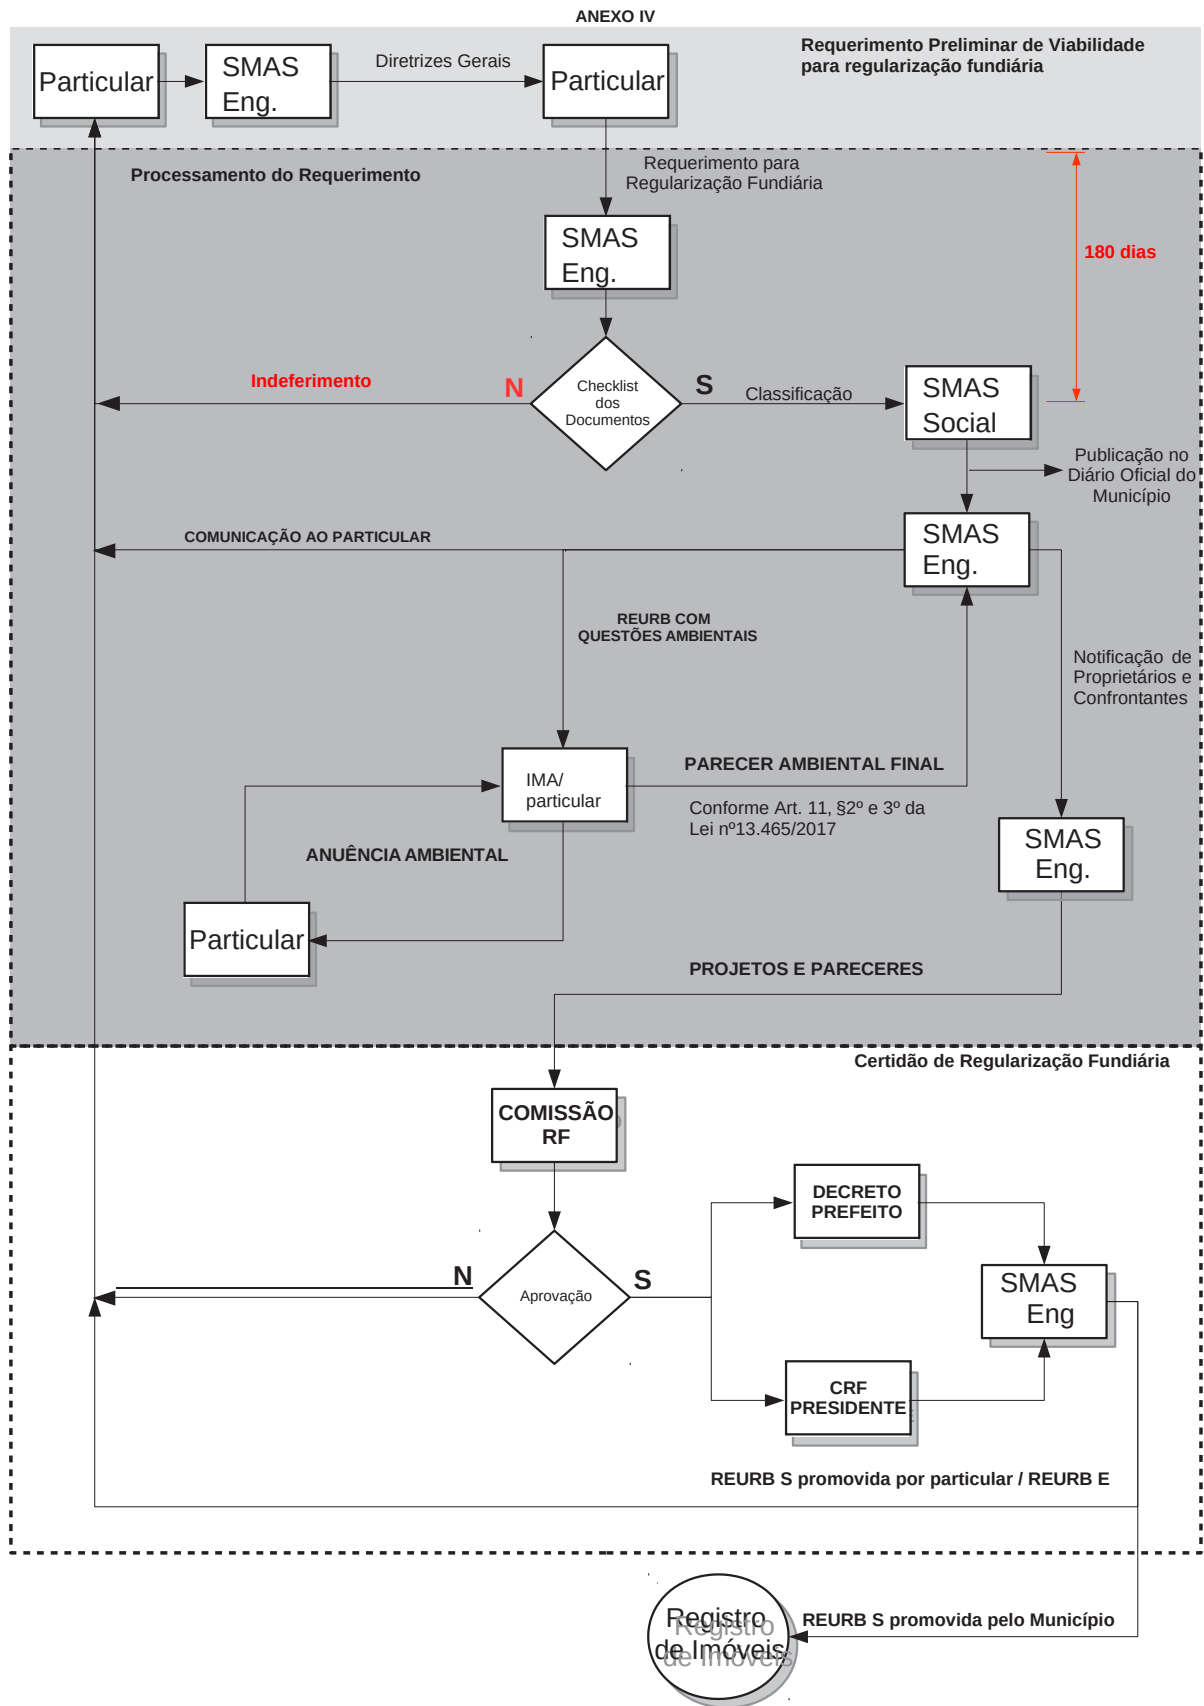 ANEXO IV
Requerimento Preliminar de Viabilidade
para regularização fundiária
Particular
SMAS
Eng.
Diretrizes Gerais
Particular
Processamento do Requerimento
Requerimento para
Regularização Fundiária
SMAS
Eng.
180 dias
Indeferimento
N
Checklist
dos
Documentos
S
Classificação
SMAS
Social
Publicação no
Diário Oficial do
Município
COMUNICAÇÃO AO PARTICULAR
SMAS
Eng.
REURB COM
QUESTÕES AMBIENTAIS
Notificação de
Proprietários e
Confrontantes
IMA/
particular
PARECER AMBIENTAL FINAL
Conforme Art. 11, §2º e 3º da
Lei nº13.465/2017
ANUÊNCIA AMBIENTAL
SMAS
Eng.
Particular
PROJETOS E PARECERES
Certidão de Regularização Fundiária
COMISSÃO
RF
DECRETO
PREFEITO
N
Aprovação
S
SMAS
Eng
CRF
PRESIDENTE
REURB S promovida por particular / REURB E
Registro
de Imóveis
REURB S promovida pelo Município